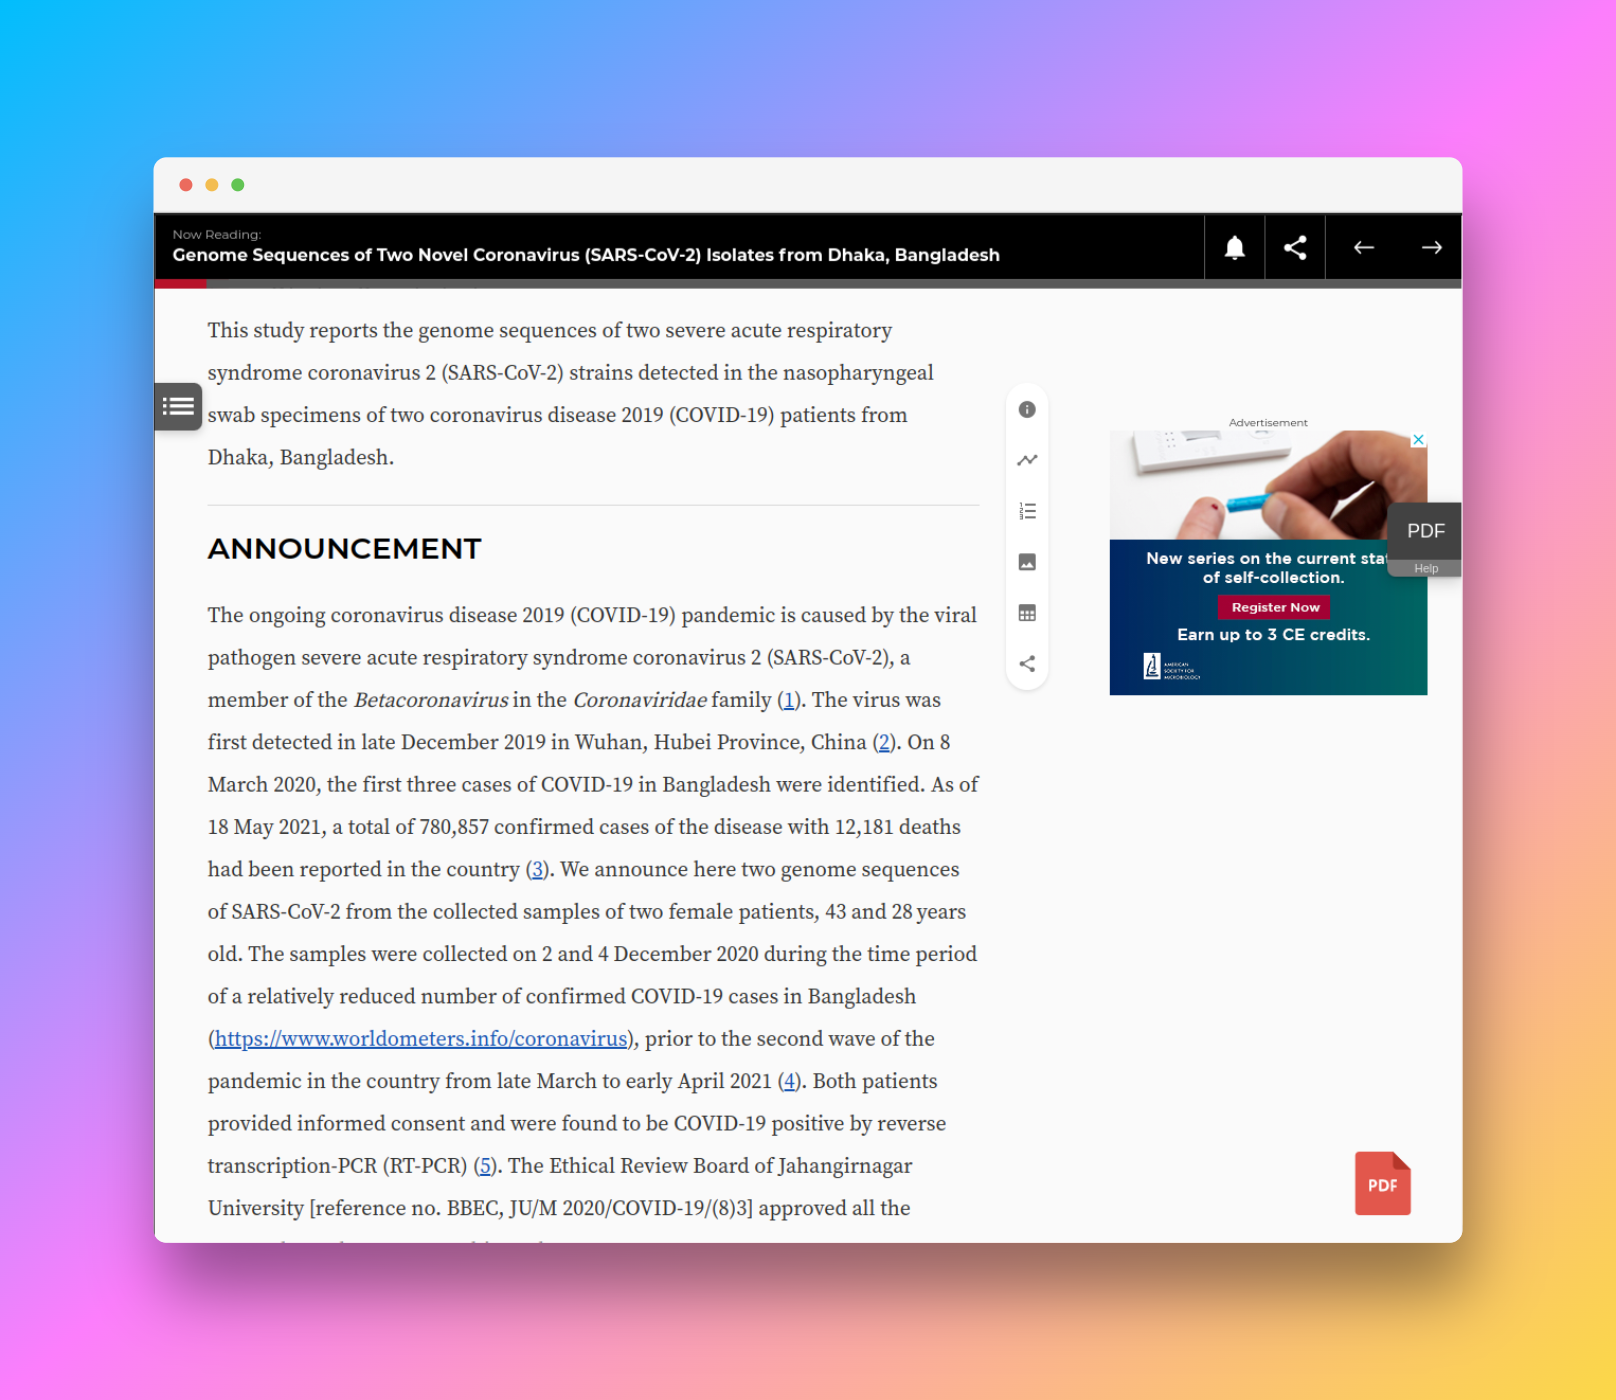 Now Reading:
Genome Sequences of Two Novel Coronavirus (SARS-CoV-2) Isolates from Dhaka, Bangladesh
This study reports the genome sequences of two severe acute respiratory
syndrome coronavirus 2 (SARS-CoV-2) strains detected in the nasopharyngeal
swab specimens of two coronavirus disease 2019 (COVID-19) patients from
Dhaka, Bangladesh.
ANNOUNCEMENT
The ongoing coronavirus disease 2019 (COVID-19) pandemic is caused by the viral
pathogen severe acute respiratory syndrome coronavirus 2 (SARS-CoV-2), a
member of the Betacoronavirus in the Coronaviridae family (1). The virus was
first detected in late December 2019 in Wuhan, Hubei Province, China (2). On 8
March 2020, the first three cases of COVID-19 in Bangladesh were identified. As of
18 May 2021, a total of 780,857 confirmed cases of the disease with 12,181 deaths
had been reported in the country (3). We announce here two genome sequences
of SARS-CoV-2 from the collected samples of two female patients, 43 and 28 years
old. The samples were collected on 2 and 4 December 2020 during the time period
of a relatively reduced number of confirmed COVID-19 cases in Bangladesh
(https://www.worldometers.info/coronavirus), prior to the second wave of the
pandemic in the country from late March to early April 2021 (4). Both patients
provided informed consent and were found to be COVID-19 positive by reverse
transcription-PCR (RT-PCR) (5). The Ethical Review Board of Jahangirnagar
University [reference no. BBEC, JU/M 2020/COVID-19/(8)3] approved all the
Advertisement
New series on the current sta
of self-collection.
Register Now
Earn up to 3 CE credits.
AMERICAN
SOCIETY FOR
MICROBIOLOGY
PDF
Help
PDF